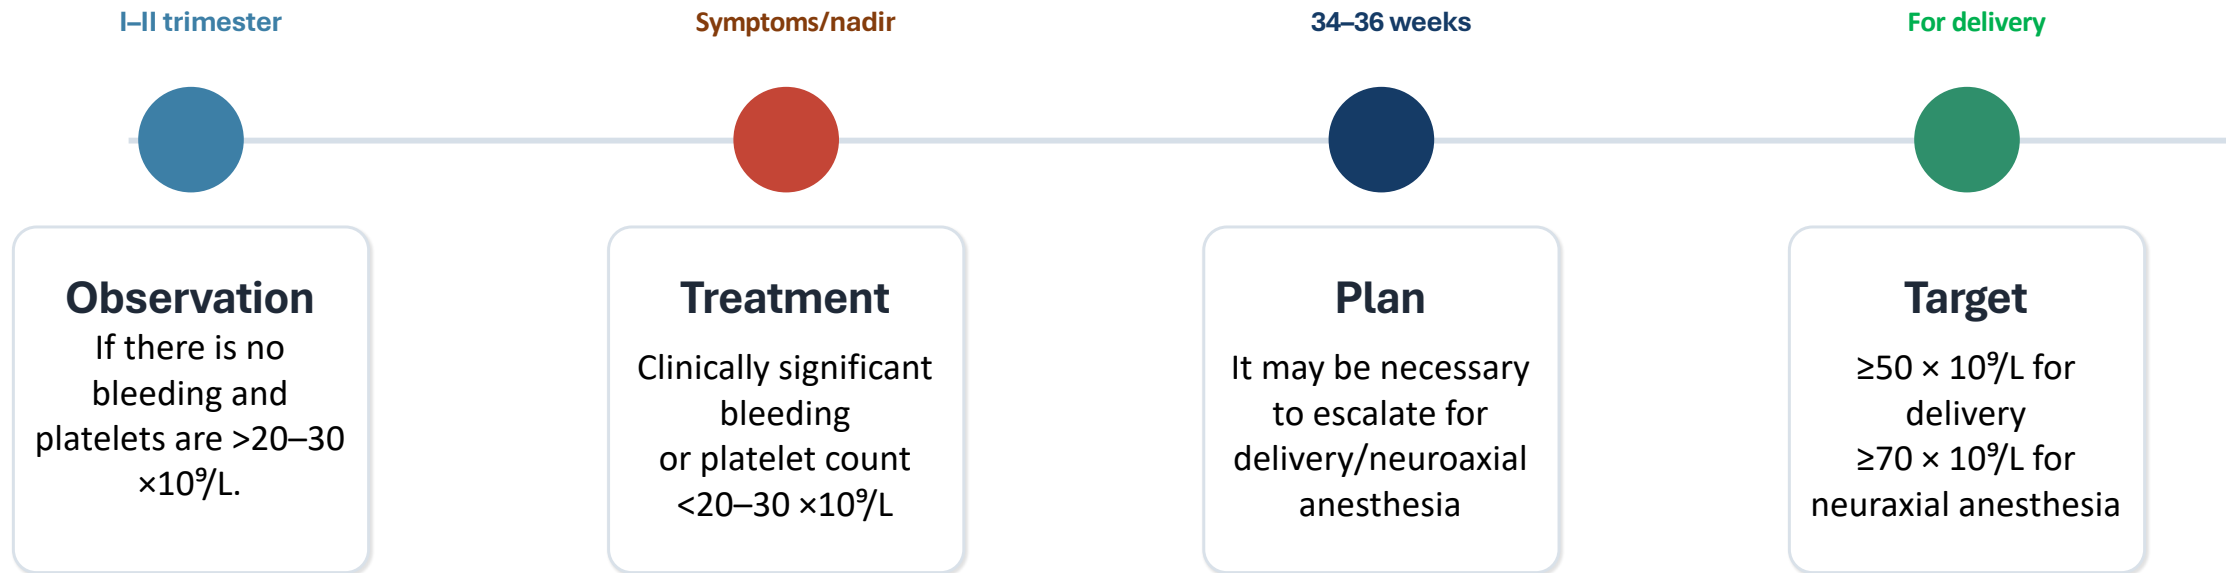 I–II trimester
Symptoms/nadir
34–36 weeks
For delivery
Observation
If there is no
bleeding and
platelets are >20–30
×10⁹/L.
Treatment
Clinically significant
bleeding
or platelet count
<20–30 ×10⁹/L
Plan
It may be necessary
to escalate for
delivery/neuroaxial
anesthesia
Target
≥50 × 10⁹/L for
delivery
≥70 × 10⁹/L for
neuraxial anesthesia